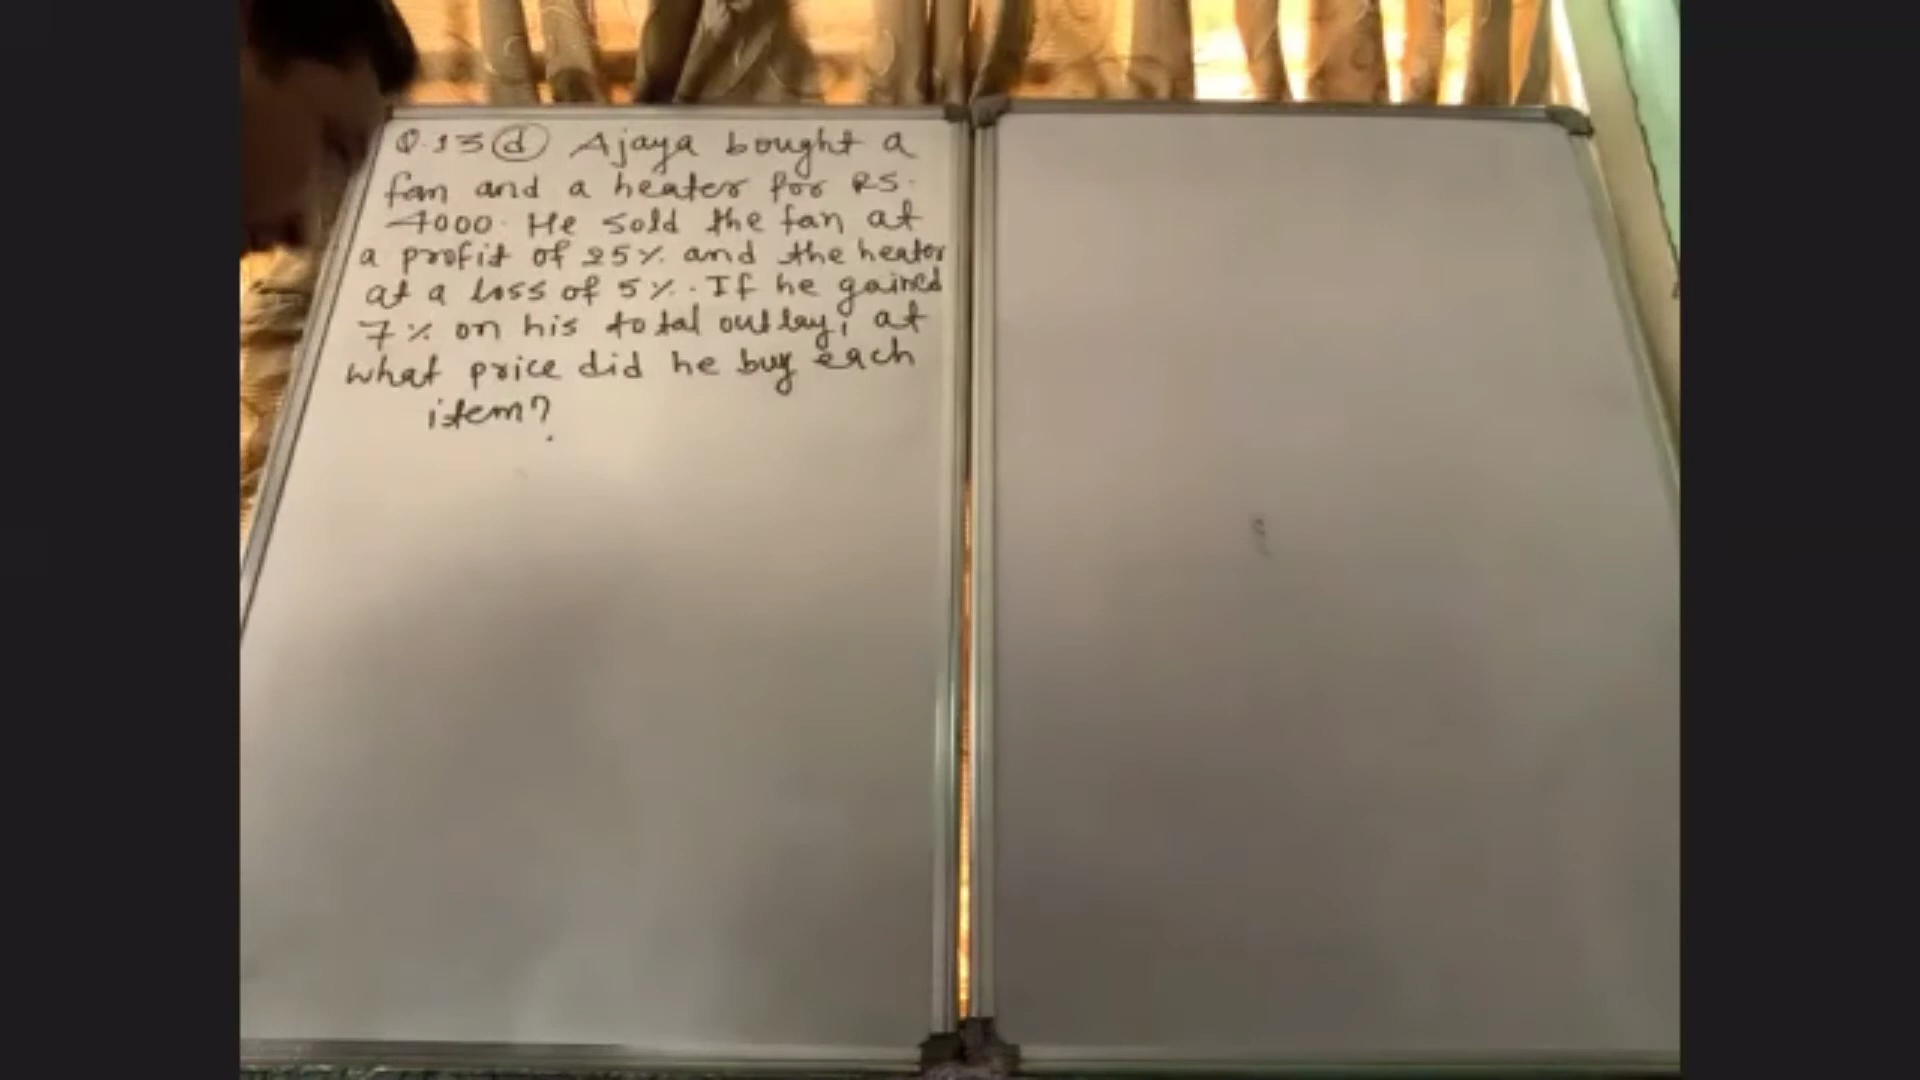 Q.13 (d) Ajaya bought a
fan and a heater for RS.
4000. He sold the fan at
a profit of 25% and the heater
at a loss of 5%. If he gained
7% on his total outlay, at
what price did he buy each
item?